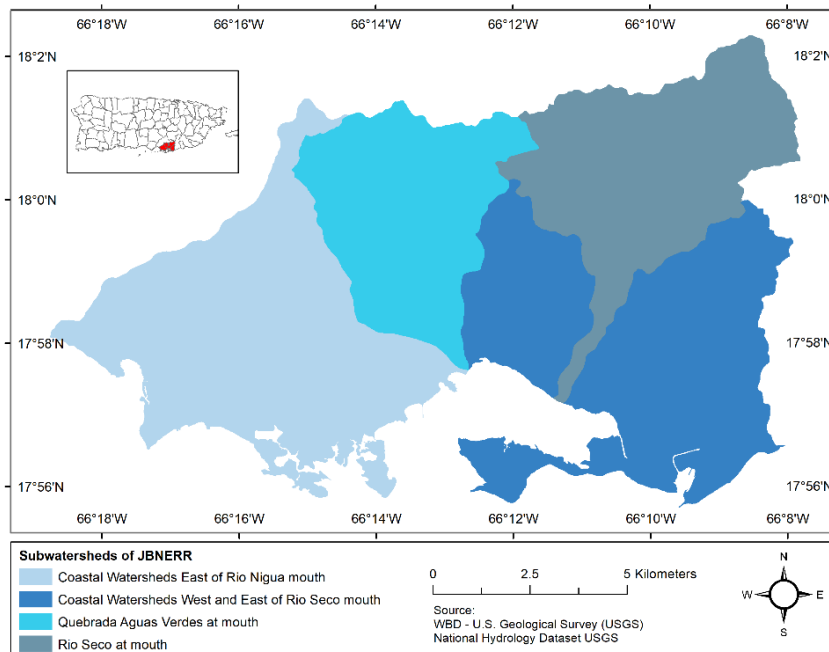 66°18'W 66°16'W 66°14'W 66°12'W 66°10'W 66°8'W
18°2'N 18°2'N
18°0'N 18°0'N
17°58'N 17°58'N
17°56'N 17°56'N
66°18'W 66°16'W 66°14'W 66°12'W 66°10'W 66°8'W
Subwatersheds of JBNERR
Coastal Watersheds East of Rio Nigua mouth
Coastal Watersheds West and East of Rio Seco mouth
Quebrada Aguas Verdes at mouth
Rio Seco at mouth
0 2.5 5 Kilometers
Source:
WBD - U.S. Geological Survey (USGS)
National Hydrology Dataset USGS
N
W E
S